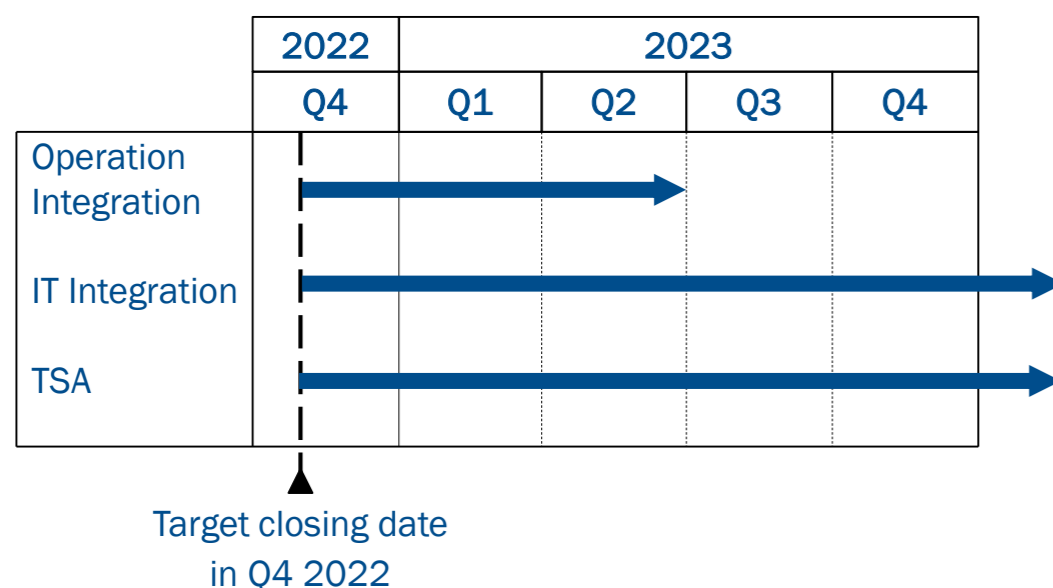 2022 2023
Q4 Q1 Q2 Q3 Q4
Operation
Integration
IT Integration
TSA
Target closing date
in Q4 2022